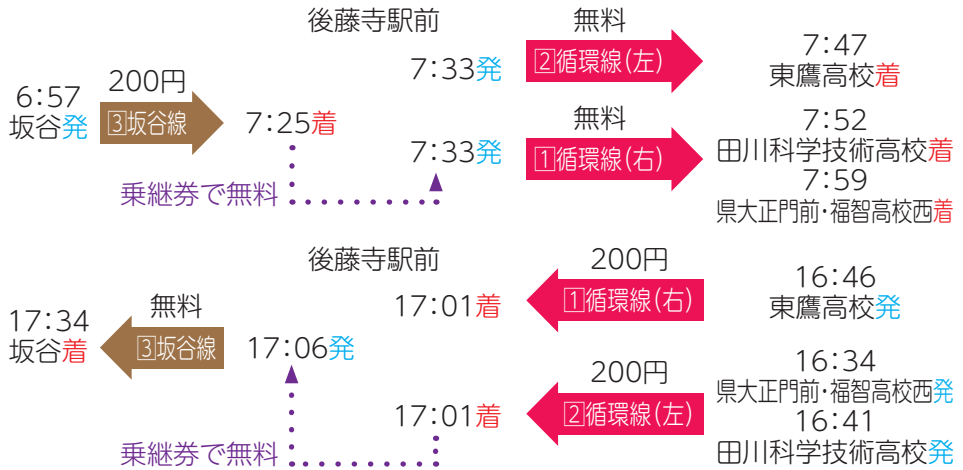 後藤寺駅前
6:57
坂谷発
200円
3坂谷線
7:25着
乗継券で無料
7:33発
無料
2循環線(左)
7:47
東鷹高校着
7:33発
無料
1循環線(右)
7:52
田川科学技術高校着
7:59
県大正門前・福智高校西着
後藤寺駅前
17:34
坂谷着
無料
3坂谷線
17:06発
乗継券で無料
17:01着
200円
1循環線(右)
16:46
東鷹高校発
17:01着
200円
2循環線(左)
16:34
県大正門前・福智高校西発
16:41
田川科学技術高校発